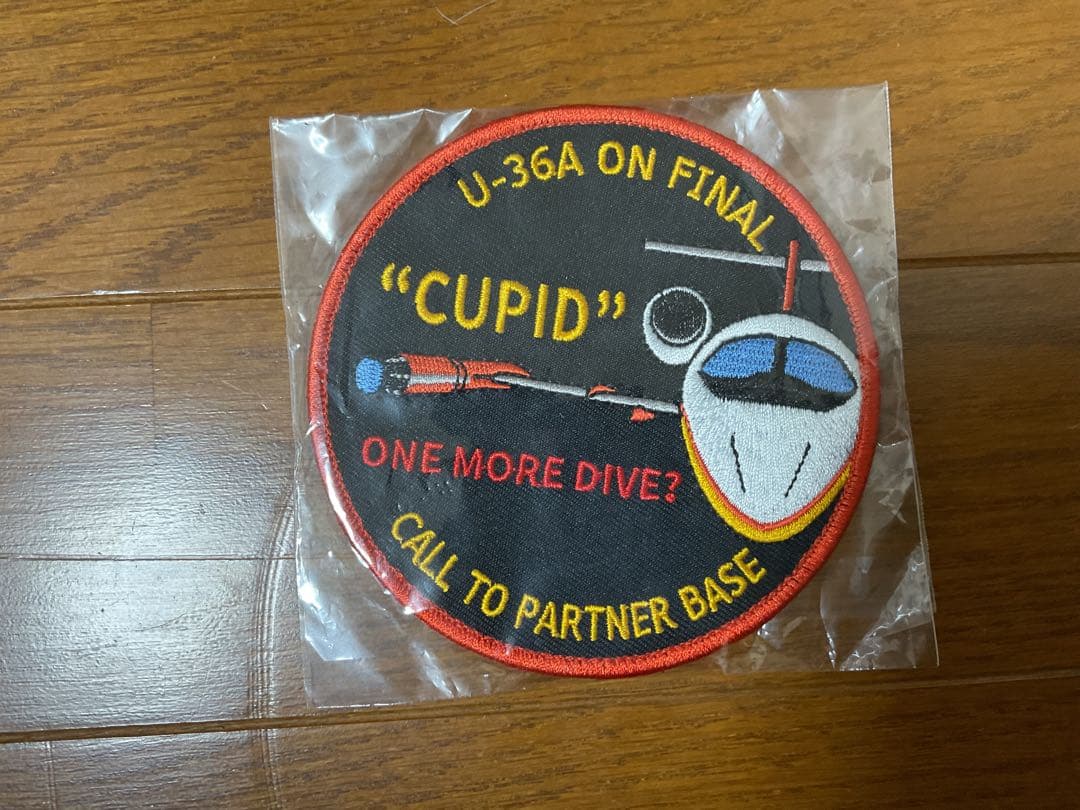 U-36A ON FINAL
“CUPID”
ONE MORE DIVE?
CALL TO PARTNER BASE